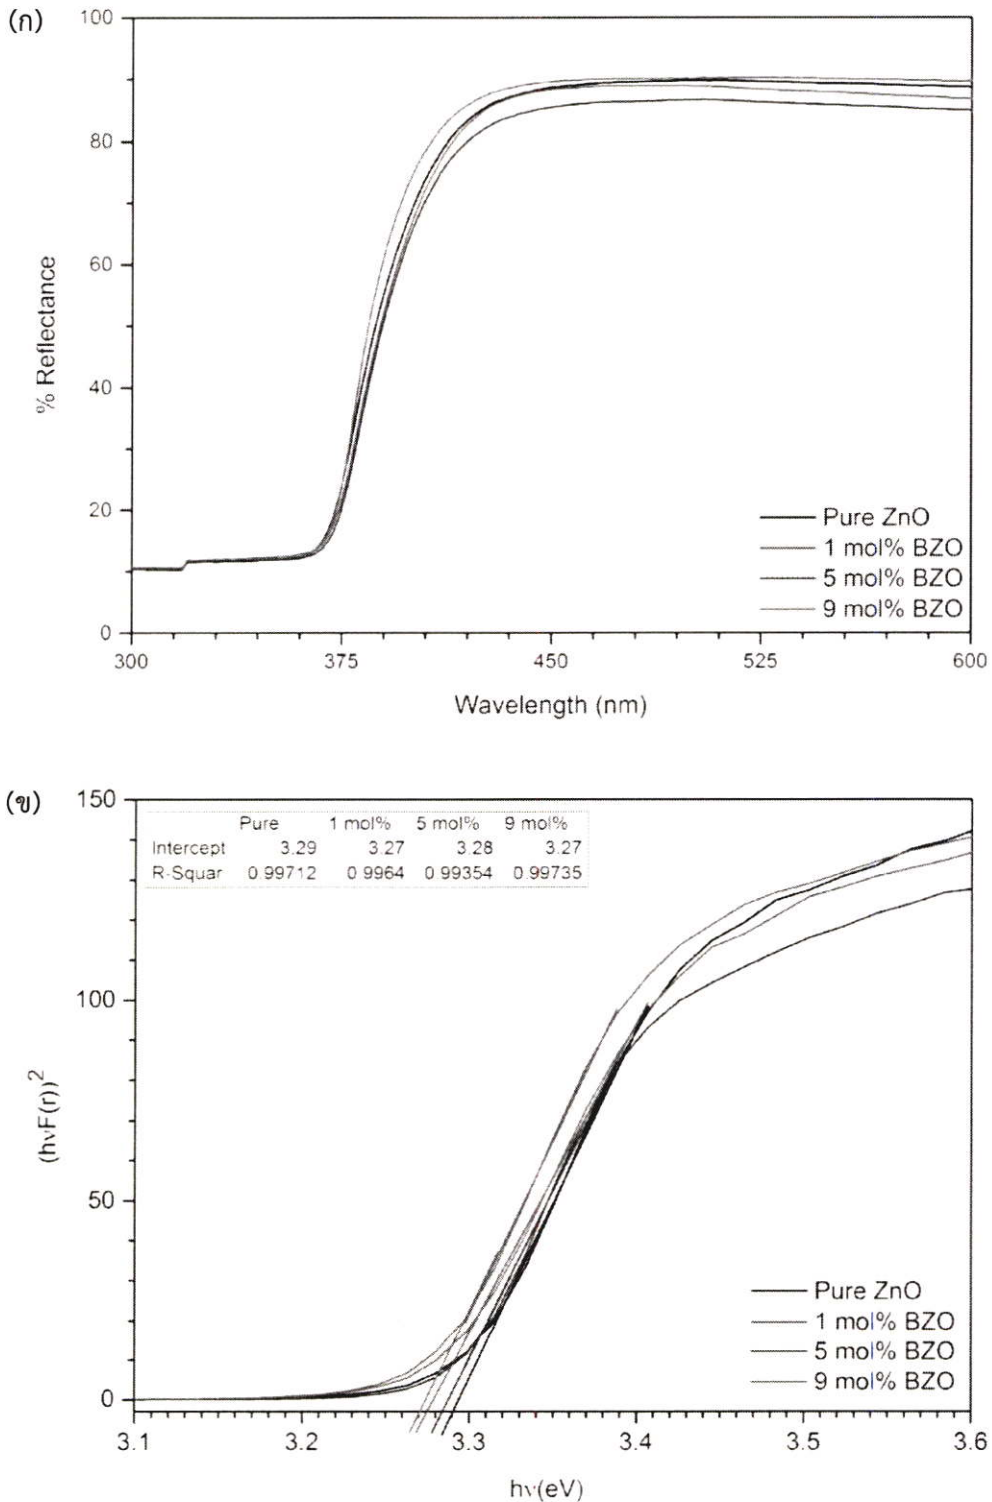 (ก)
100
80
60
40
20
0
% Reflectance
Pure ZnO
1 mol% BZO
5 mol% BZO
9 mol% BZO
300 375 450 525 600
Wavelength (nm)
(ข)
150
100
50
0
(hνF(r))²
Pure 1 mol% 5 mol% 9 mol%
Intercept 3.29 3.27 3.28 3.27
R-Squar 0.99712 0.9964 0.99354 0.99735
Pure ZnO
1 mol% BZO
5 mol% BZO
9 mol% BZO
3.1 3.2 3.3 3.4 3.5 3.6
hν(eV)